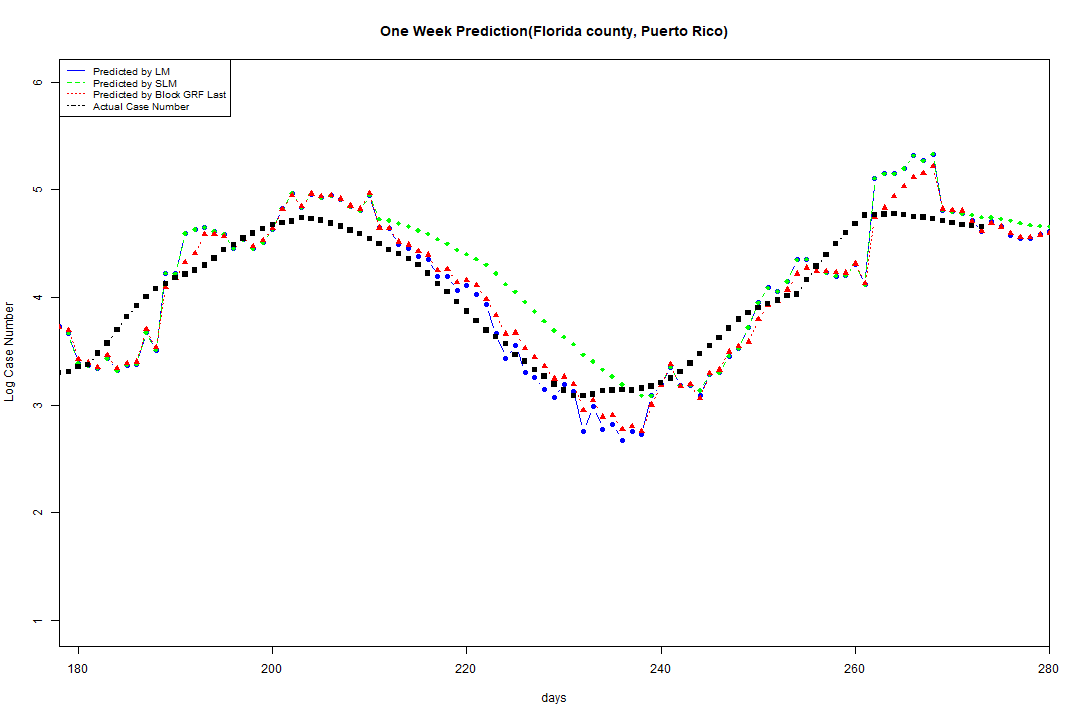 One Week Prediction(Florida county, Puerto Rico)
Predicted by LM
Predicted by SLM
Predicted by Block GRF Last
Actual Case Number
6
5
4
3
2
1
Log Case Number
180 200 220 240 260 280
days